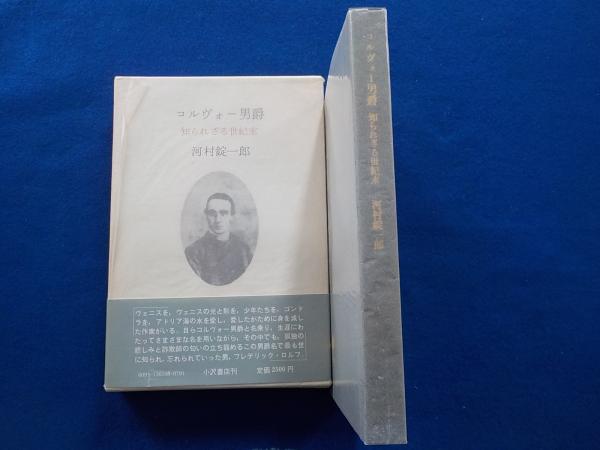 コルヴォー男爵
知られざる世紀末
河村錠一郎
ヴェニスを，ヴェニスの光と影を，少年たちを，ゴンド
ラを，アドリア海の水を愛し，愛したがために身を滅し
た作家がいる．自らコルヴォー男爵と名乗り，生涯にわ
たってさまざまな名を用いながら，その中でも，孤独の
悲しみと詐欺師の匂いの立ち籠めるこの男爵名で最も世
に知られ，忘れられていった男，フレデリック・ロルフ．
小沢書店刊
定価2500円
コルヴォー男爵 知られざる世紀末 河村錠一郎